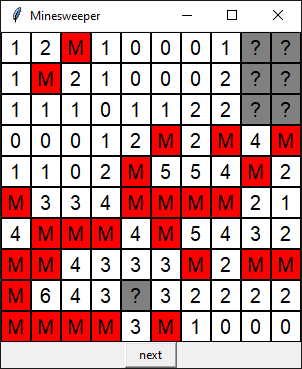 Minesweeper
1 2 M 1 0 0 0 1 ? ?
1 M 2 1 0 0 0 2 ? ?
1 1 1 0 1 1 2 2 ? ?
0 0 0 1 2 M 2 M 4 M
1 1 0 2 M 5 5 4 M 2
M 3 3 4 M M M M 2 1
4 M M M 4 M 5 4 3 2
M M 4 3 3 3 M 2 M M
M 6 4 3 ? 3 2 2 2 2
M M M M 3 M 1 0 0 0
next